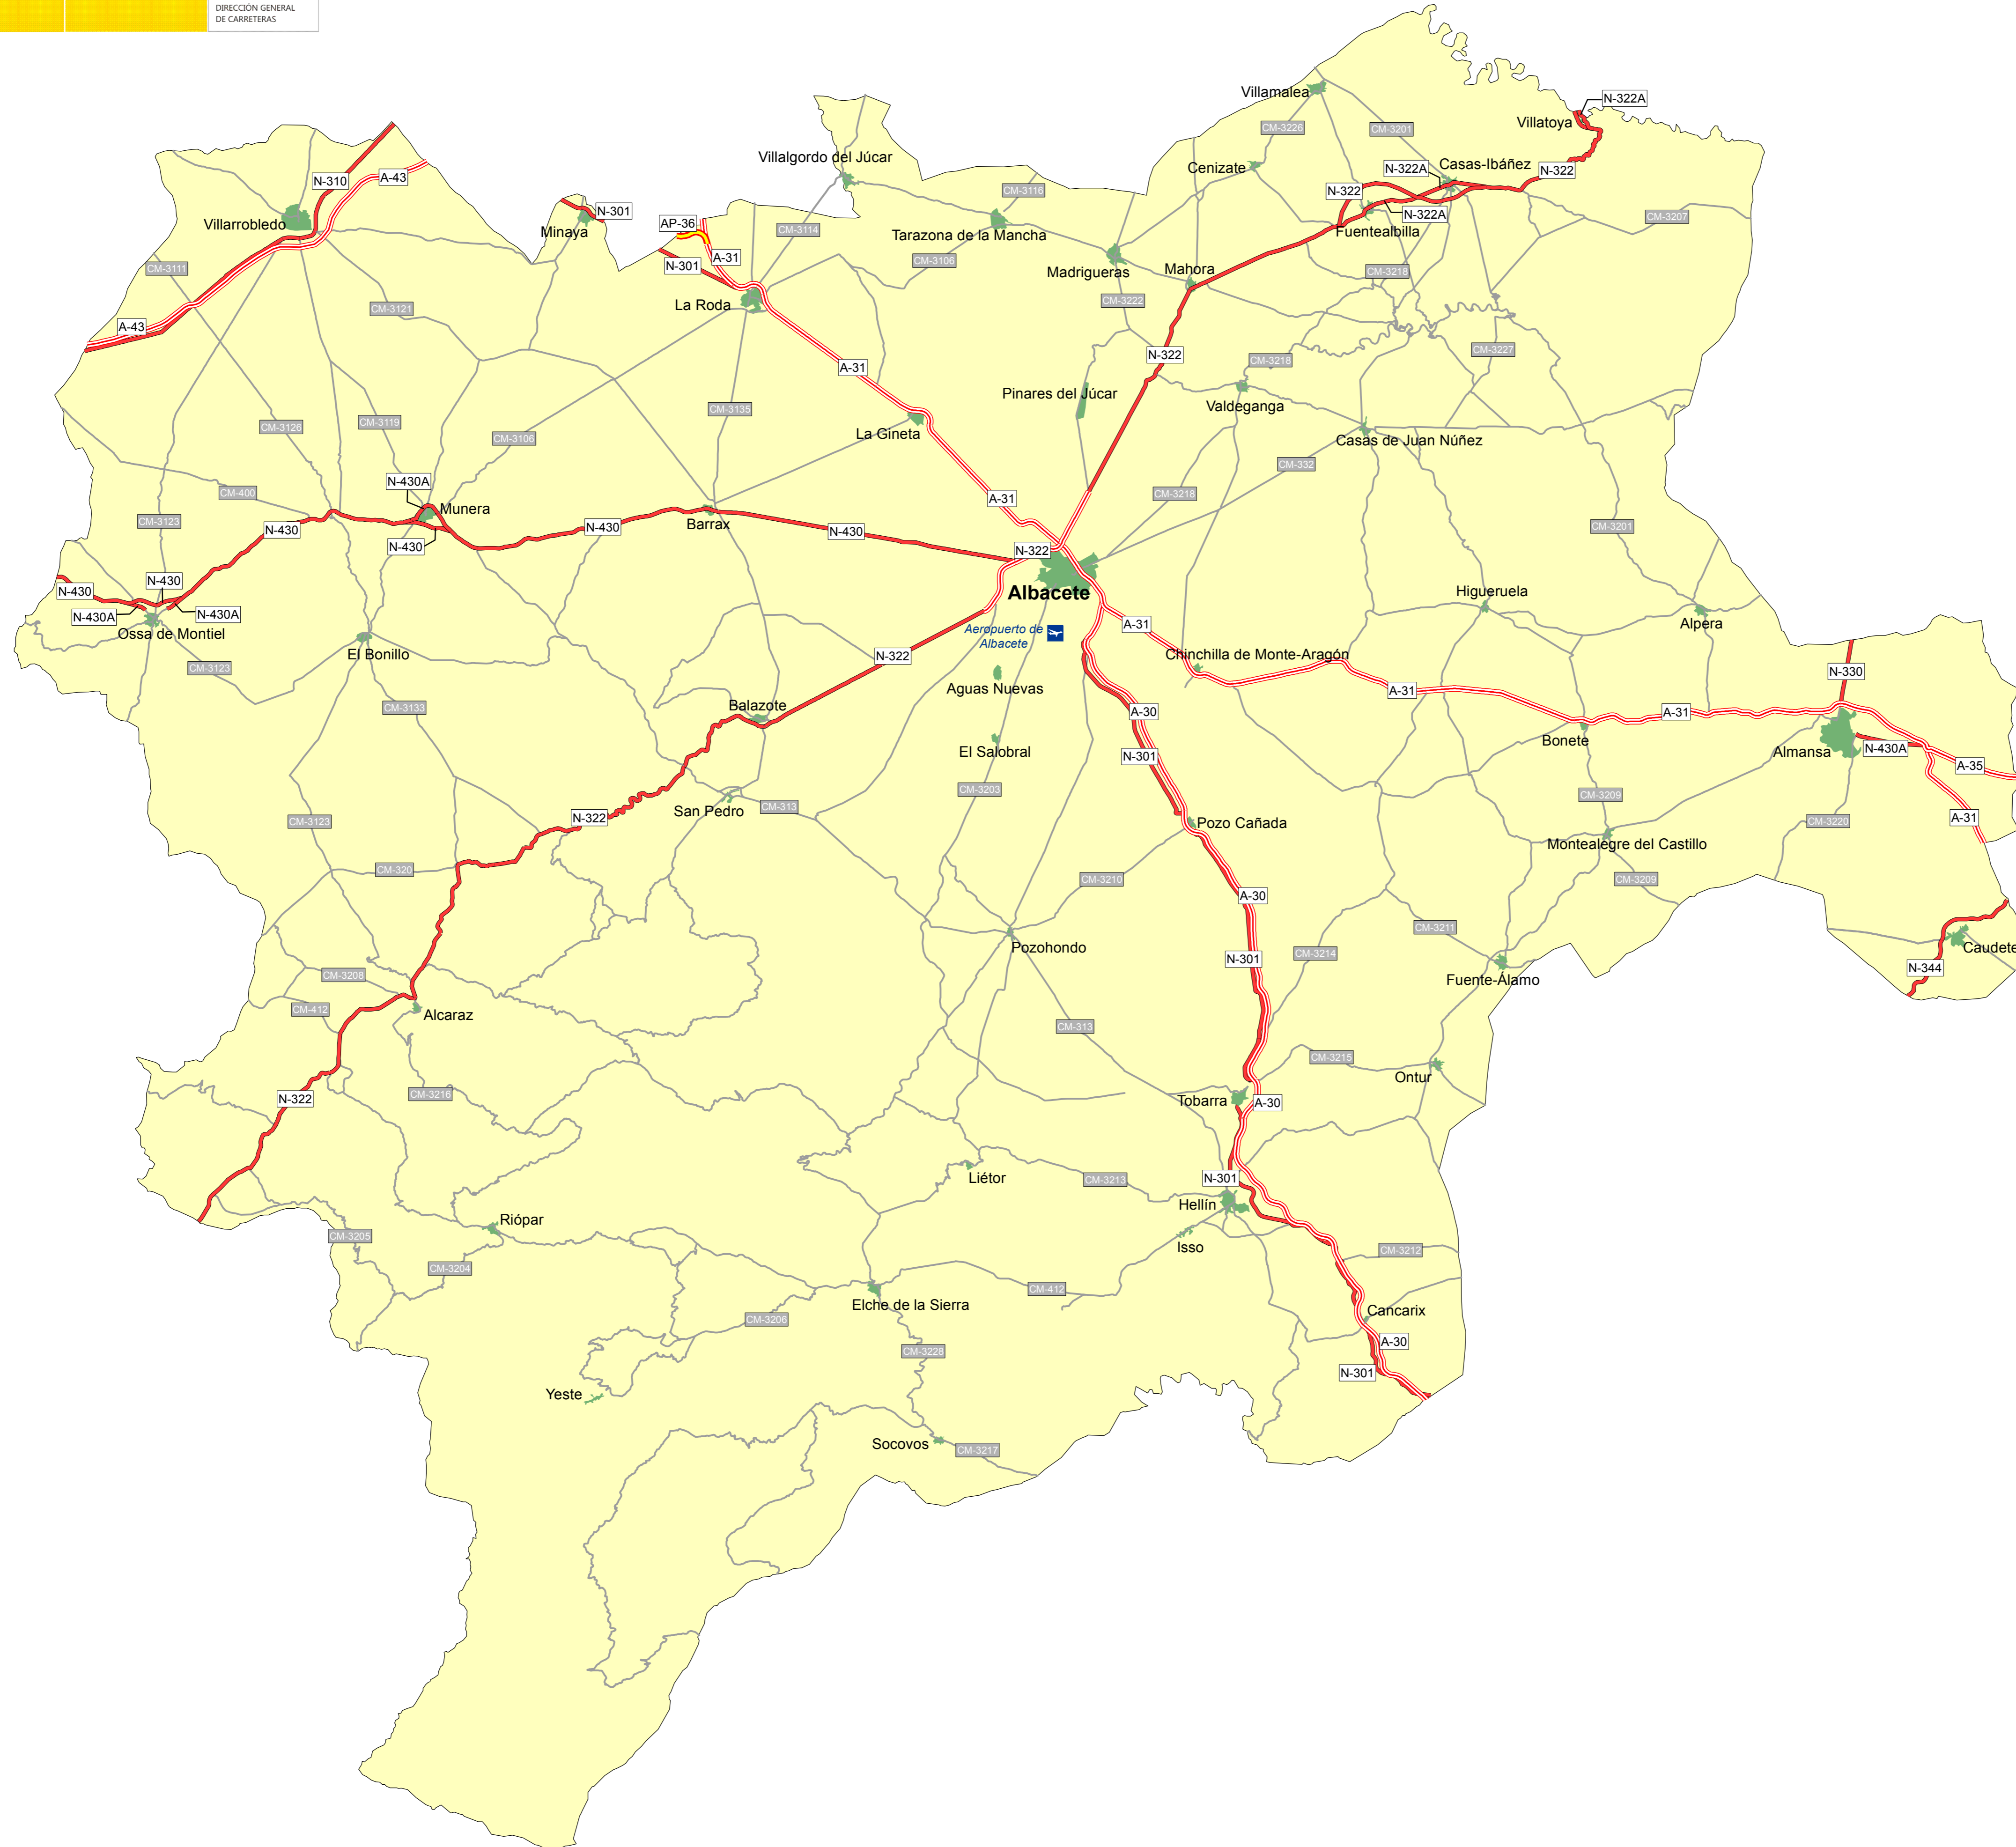 DIRECCIÓN GENERAL
DE CARRETERAS
Villamalea
N-322A
Villatoya
CM-3226
CM-3201
Villalgordo del Júcar
Cenizate
N-322A
Casas-Ibáñez
N-322
N-310
A-43
CM-3116
N-322
N-301
N-322A
CM-3207
Villarrobledo
Minaya
AP-36
CM-3114
Tarazona de la Mancha
Fuentealbilla
A-31
CM-3106
Madrigueras
Mahora
CM-3111
N-301
CM-3218
La Roda
CM-3222
CM-3121
A-43
N-322
CM-3227
A-31
CM-3218
Pinares del Júcar
Valdeganga
CM-3135
CM-3126
CM-3119
CM-3106
La Gineta
Casas de Juan Núñez
CM-332
N-430A
CM-400
A-31
CM-3218
Munera
Barrax
CM-3123
N-430
N-430
N-430
N-430
CM-3201
N-322
N-430
N-430
Albacete
Higueruela
N-430A
N-430A
Ossa de Montiel
A-31
Alpera
Aeropuerto de
Albacete
El Bonillo
N-322
Chinchilla de Monte-Aragón
CM-3123
N-330
Aguas Nuevas
A-31
CM-3133
Balazote
A-30
A-31
Bonete
El Salobral
N-301
Almansa
N-430A
A-35
CM-3203
CM-3209
San Pedro
CM-313
N-322
CM-3123
Pozo Cañada
CM-3220
A-31
Montealegre del Castillo
CM-320
CM-3210
CM-3209
A-30
CM-3211
Pozohondo
Caudete
N-301
CM-3214
N-344
CM-3208
Fuente-Álamo
CM-412
Alcaraz
CM-313
CM-3215
Ontur
CM-3216
N-322
Tobarra
A-30
Liétor
CM-3213
N-301
Hellín
Riópar
CM-3205
Isso
CM-3212
CM-3204
CM-412
Elche de la Sierra
Cancarix
CM-3206
A-30
CM-3228
N-301
Yeste
Socovos
CM-3217